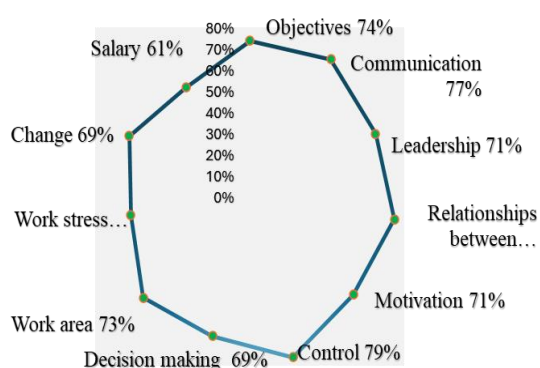 80%
70%
60%
50%
40%
30%
20%
10%
0%
Objectives 74%
Communication
77%
Leadership 71%
Relationships
between…
Motivation 71%
Control 79%
Decision making 69%
Work area 73%
Work stress…
Change 69%
Salary 61%